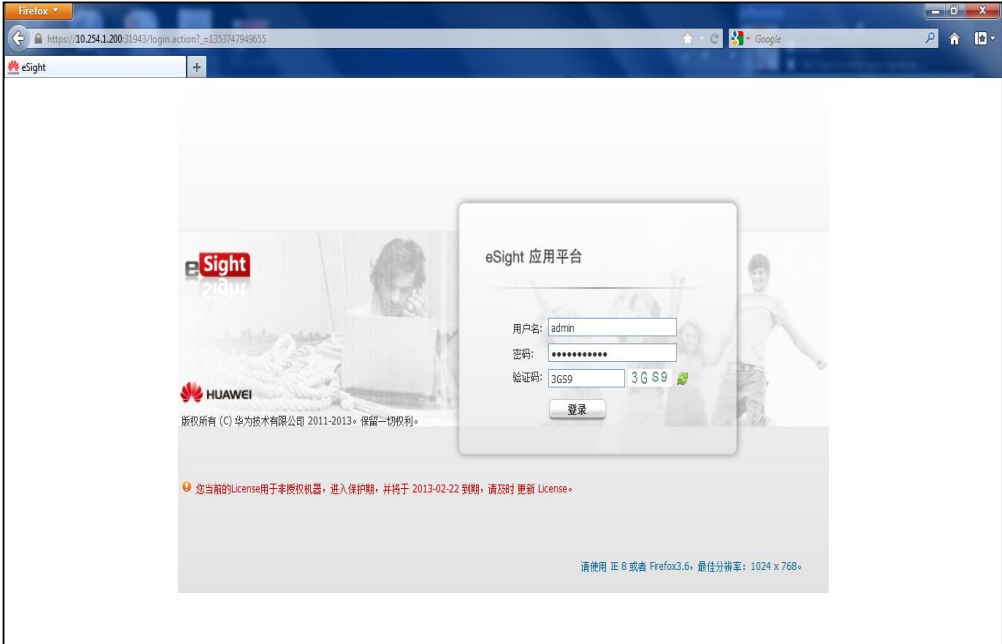 Firefox
https://10.254.1.200:31943/login.action?_=1353747949655
Google
eSight
eSight
eSight 应用平台
用户名: admin
密码: •••••••••••
验证码: 3GS9 3GS9
登录
HUAWEI
版权所有 (C) 华为技术有限公司 2011-2013。保留一切权利。
您当前的License用于非授权机器，进入保护期，并将于 2013-02-22 到期，请及时 更新 License。
请使用 IE 8 或者 Firefox3.6，最佳分辨率：1024 x 768。